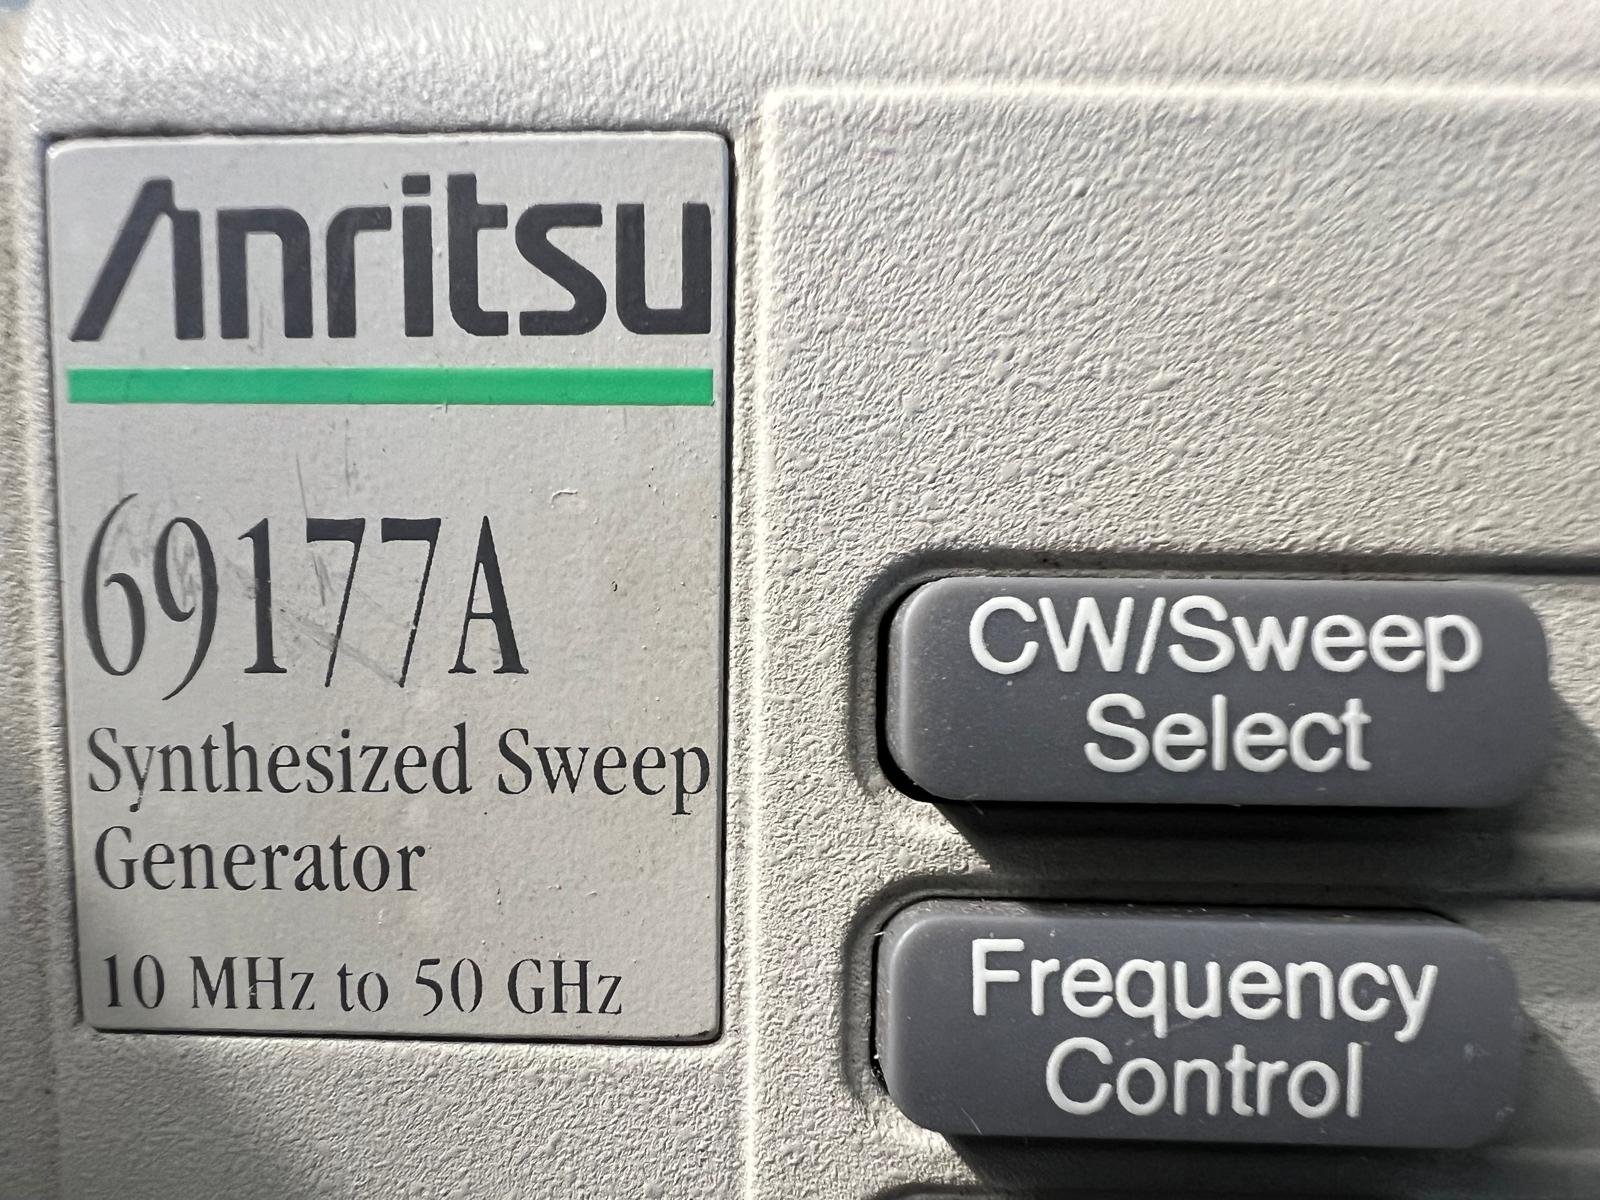 Anritsu
69177A
Synthesized Sweep
Generator
10 MHz to 50 GHz
CW/Sweep
Select
Frequency
Control